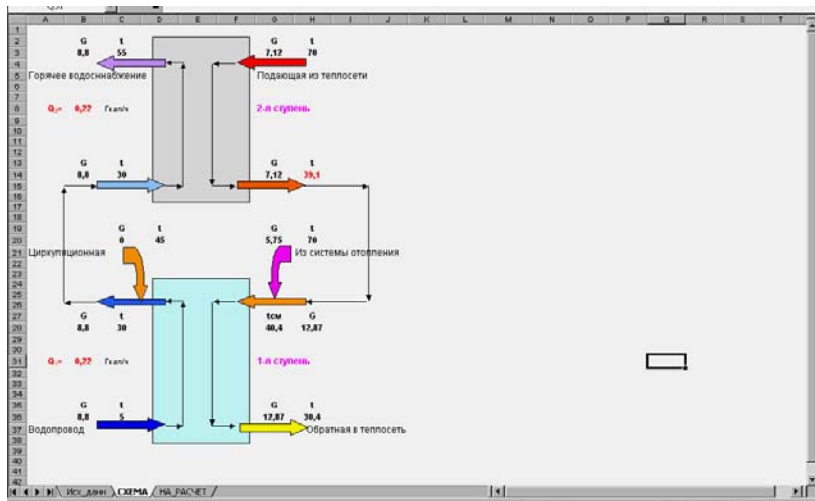 A B C D E F G H I J K L M N O P Q R S T
G t G t
8,8 55 7,12 70
Горячее водоснабжение Подающая из теплосети
Q₂= 0,22 Гкал/ч 2-я ступень
G t G t
8,8 30 7,12 39,1
G t G t
0 45 5,75 70
Циркуляционная Из системы отопления
G t tсм G
8,8 30 40,4 12,87
Q₁= 0,22 Гкал/ч 1-я ступень
G t G t
8,8 5 12,87 30,4
Водопровод Обратная в теплосеть
Исх_данн СХЕМА НА_РАСЧЕТ